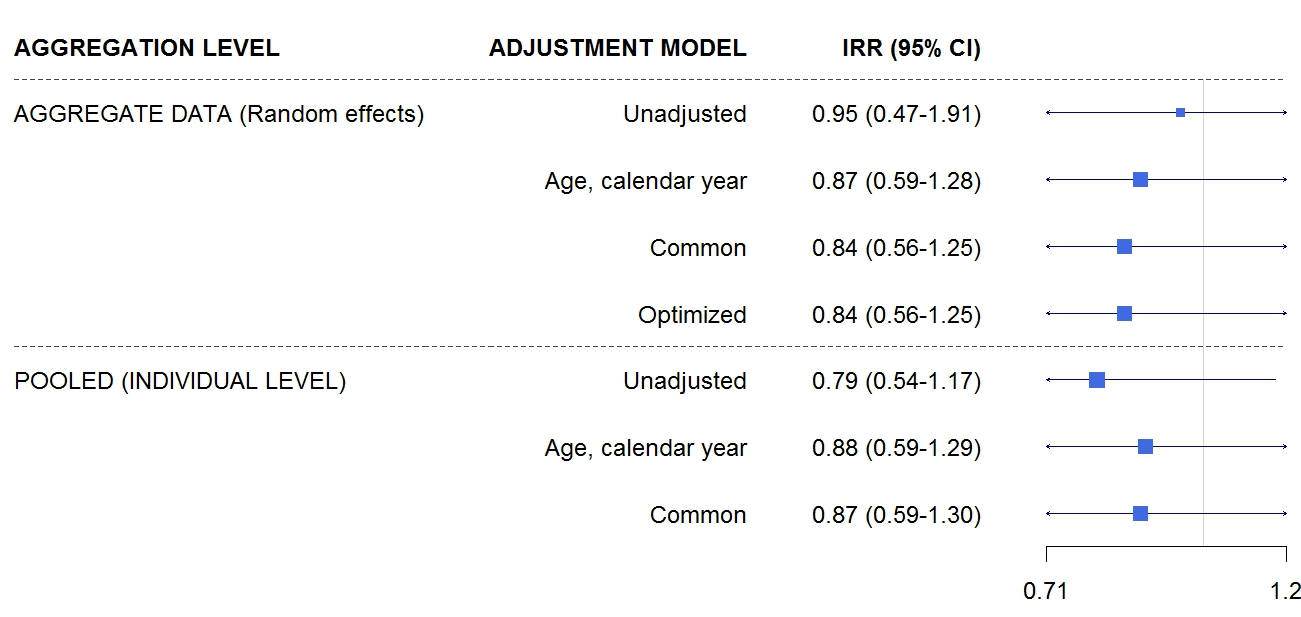 AGGREGATION LEVEL ADJUSTMENT MODEL IRR (95% CI)
AGGREGATE DATA (Random effects) Unadjusted 0.95 (0.47-1.91)
Age, calendar year 0.87 (0.59-1.28)
Common 0.84 (0.56-1.25)
Optimized 0.84 (0.56-1.25)
POOLED (INDIVIDUAL LEVEL) Unadjusted 0.79 (0.54-1.17)
Age, calendar year 0.88 (0.59-1.29)
Common 0.87 (0.59-1.30)
0.71 1.2